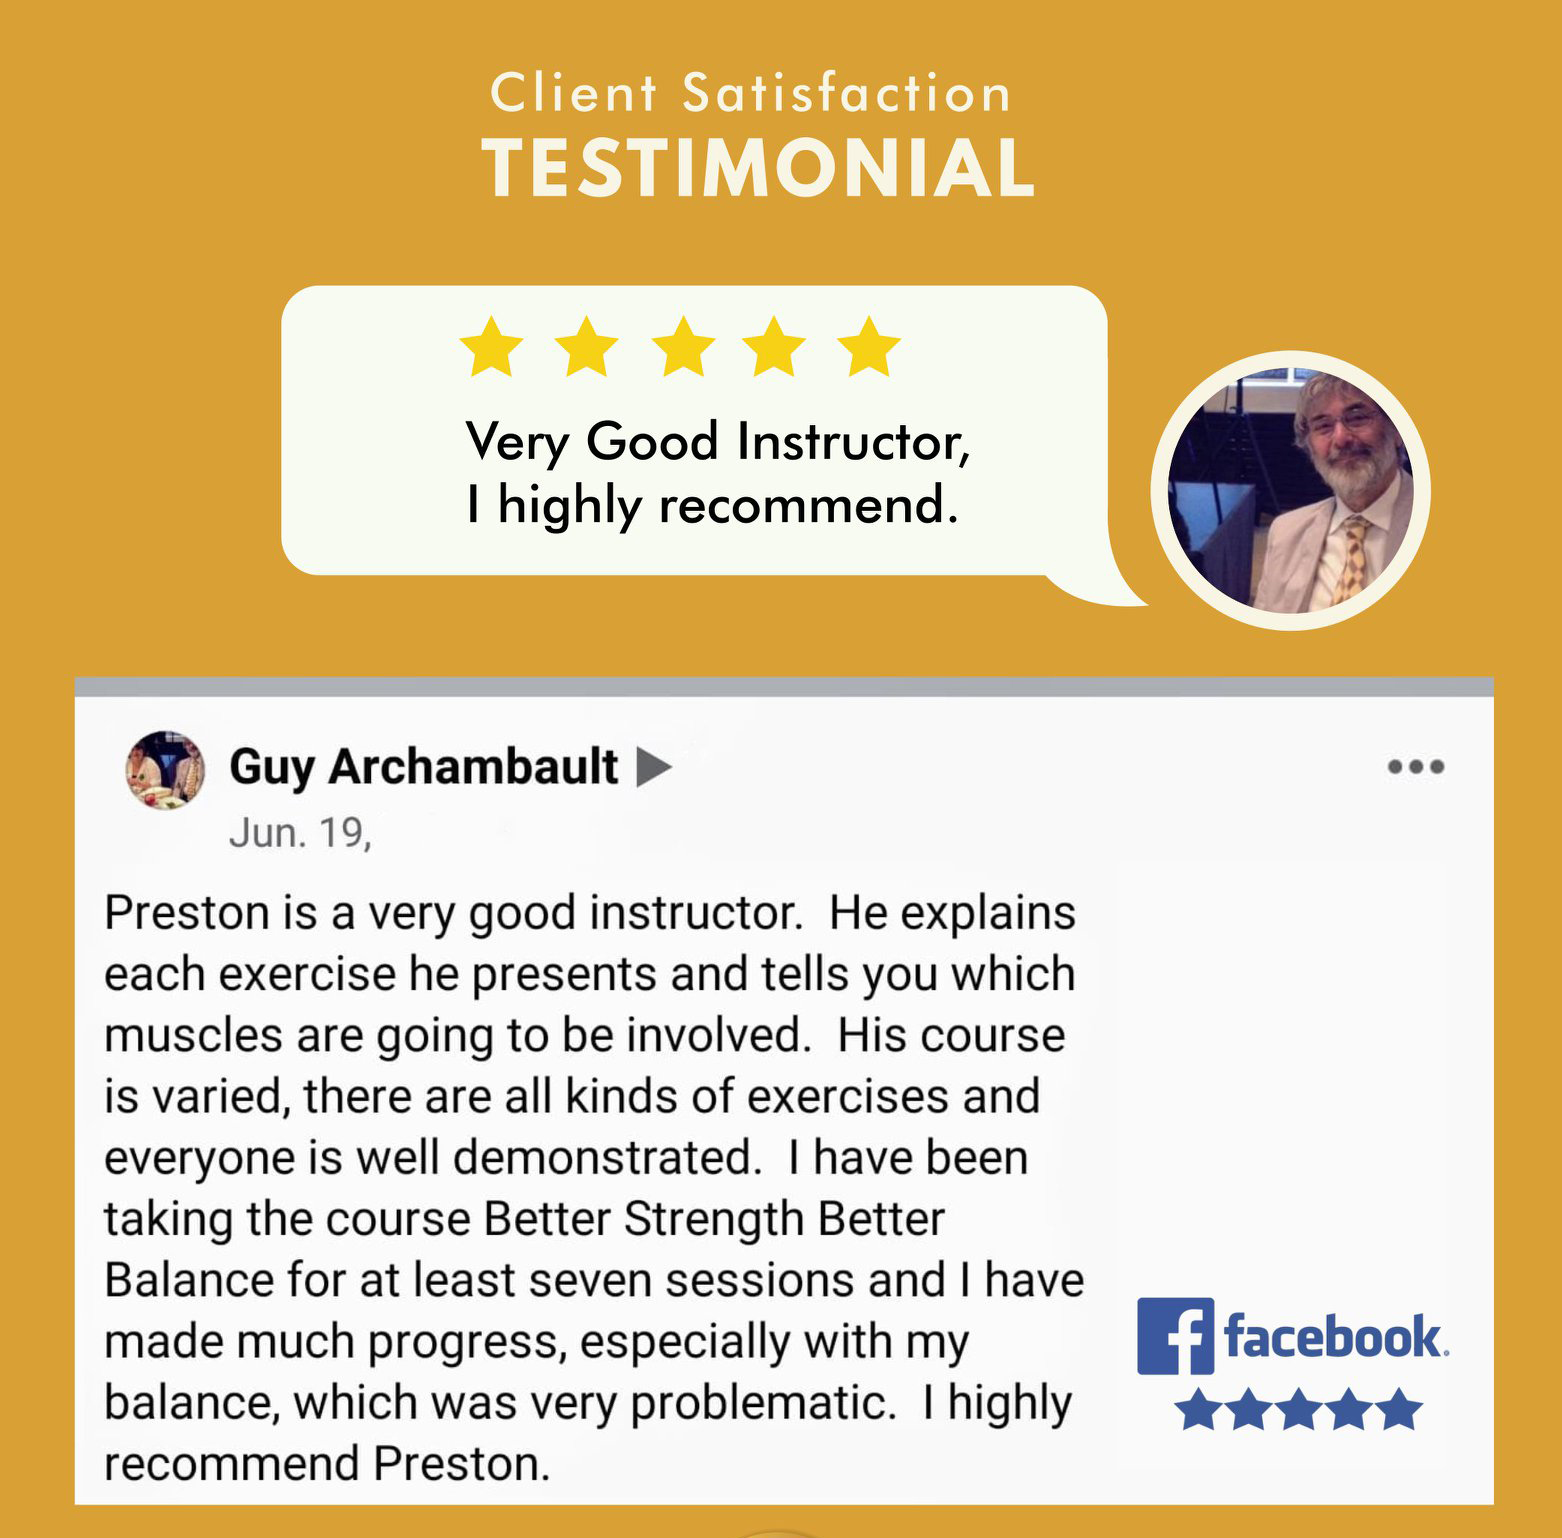 Client Satisfaction
TESTIMONIAL
Very Good Instructor,
I highly recommend.
Guy Archambault
Jun. 19,
Preston is a very good instructor.  He explains
each exercise he presents and tells you which
muscles are going to be involved.  His course
is varied, there are all kinds of exercises and
everyone is well demonstrated.  I have been
taking the course Better Strength Better
Balance for at least seven sessions and I have
made much progress, especially with my
balance, which was very problematic.  I highly
recommend Preston.
facebook.